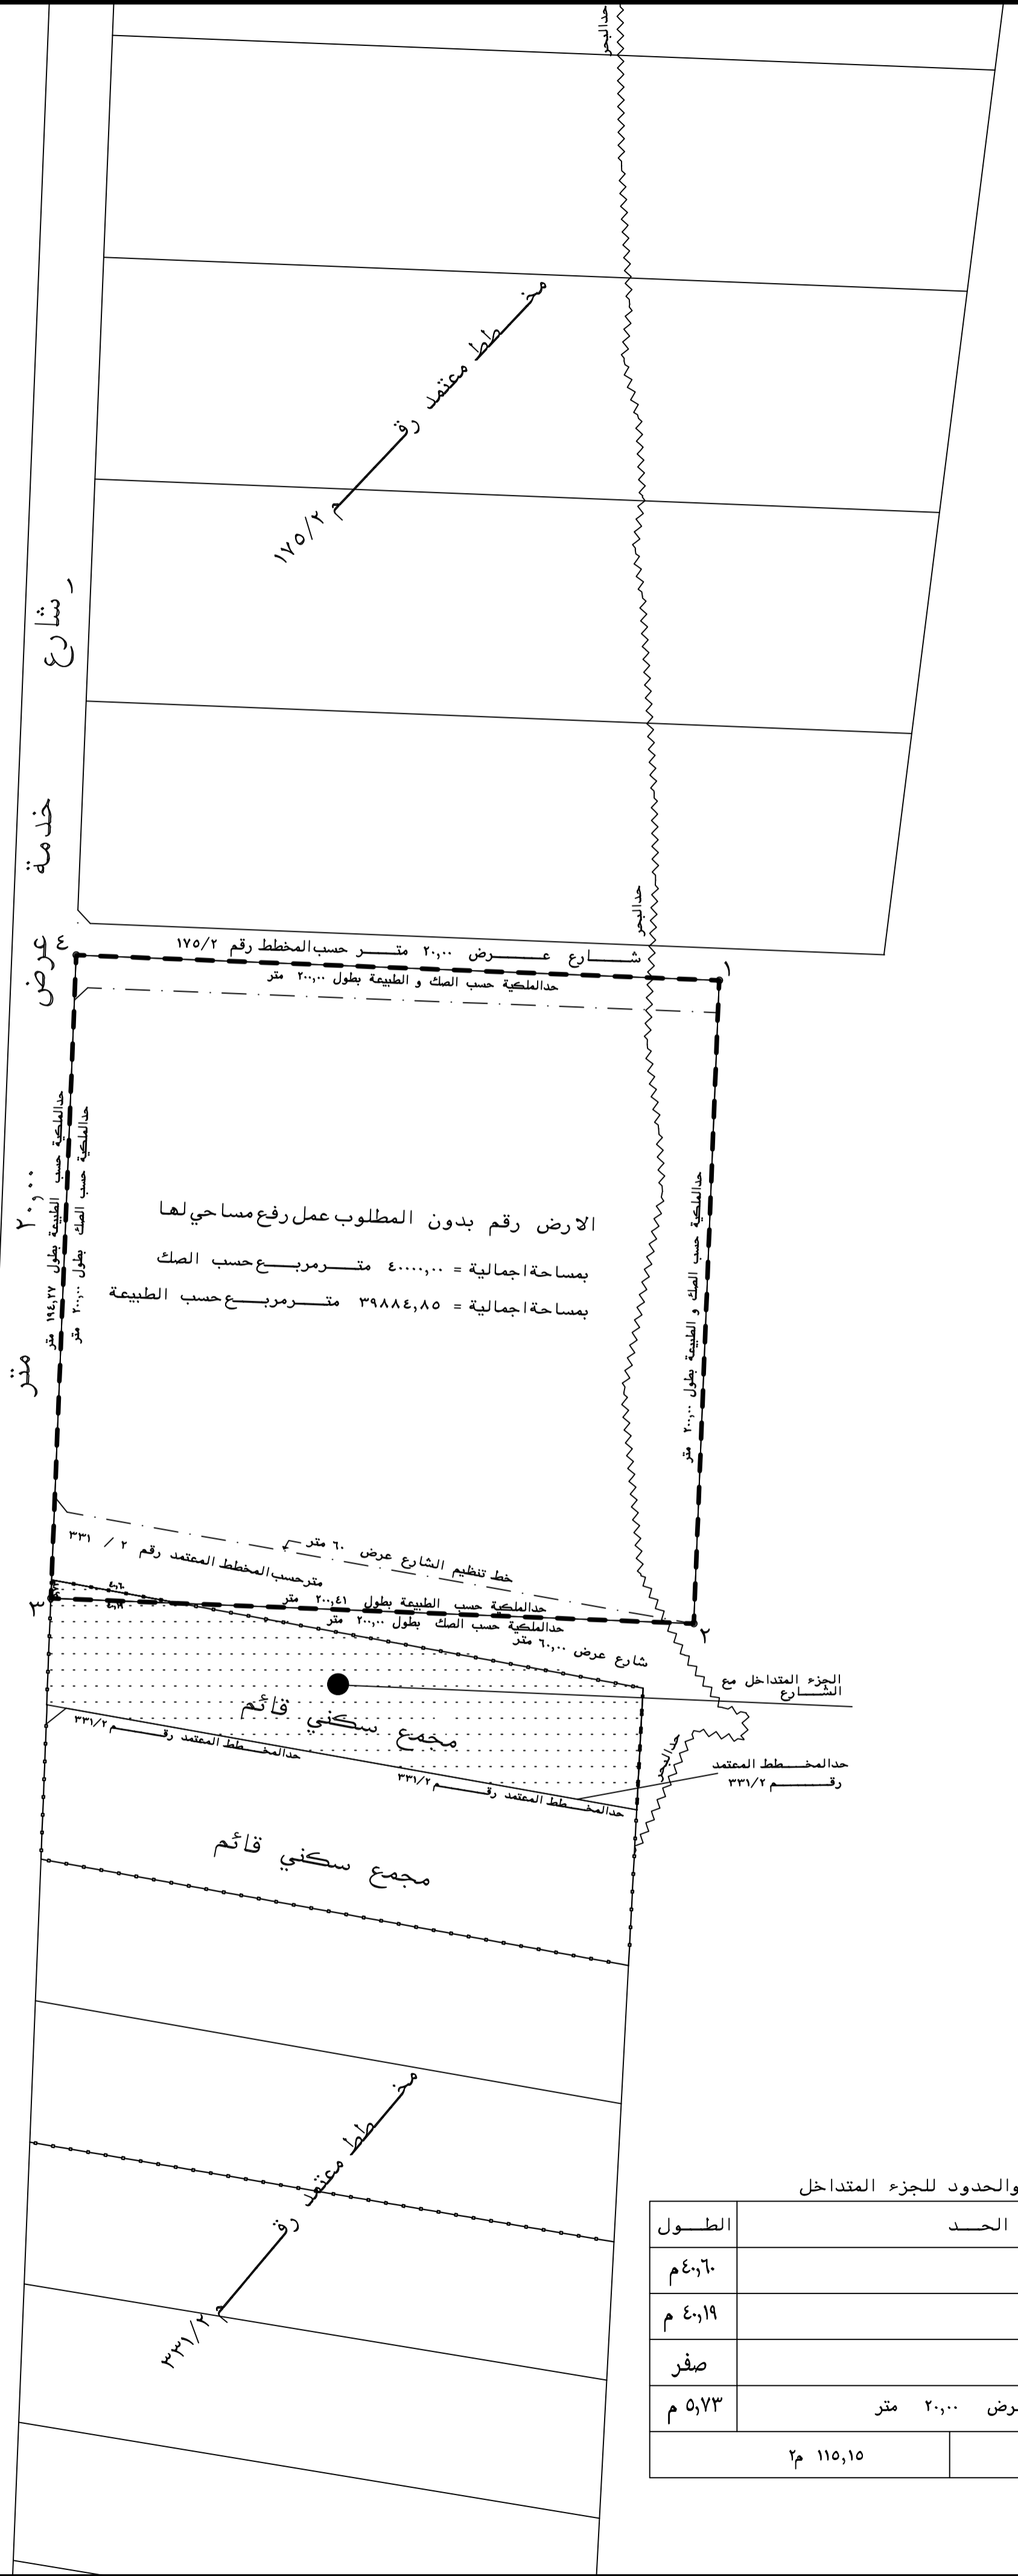 حد البحر
مخطط معتمد رقم ١٧٥/٢
شارع خدمة عرض ٢٠,٠٠ متر
حد البحر
شارع عرض ٢٠,٠٠ متر حسب المخطط رقم ١٧٥/٢
٤
١
حد الملكية حسب الصك و الطبيعة بطول ٢٠٠,٠٠ متر
حد الملكية حسب الطبيعة بطول ١٩٤,٢٧ متر
حد الملكية حسب الصك بطول ٢٠٠,٠٠ متر
حد الملكية حسب الصك و الطبيعة بطول ٢٠٠,٠٠ متر
الارض رقم بدون المطلوب عمل رفع مساحي لها
بمساحة اجمالية = ٤٠٠٠٠,٠٠ متر مربع حسب الصك
بمساحة اجمالية = ٣٩٨٨٤,٨٥ متر مربع حسب الطبيعة
خط تنظيم الشارع عرض ٦٠ متر
متر حسب المخطط المعتمد رقم ٢ / ٣٣١
٤٠,٦٠
٤٠,١٩
حد الملكية حسب الطبيعة بطول ٢٠٠,٤١ متر
حد الملكية حسب الصك بطول ٢٠٠,٠٠ متر
٣
٢
شارع عرض ٦٠,٠٠ متر
الجزء المتداخل مع
الشارع
مجمع سكني قائم
حد المخطط المعتمد رقم ٣٣١/٢
حد البحر
حد المخطط المعتمد
رقم ٣٣١/٢
حد المخطط المعتمد رقم ٣٣١/٢
مجمع سكني قائم
مخطط معتمد رقم ٣٣١/٢
والحدود للجزء المتداخل
الحد الطول
٤٠,٦٠ م
٤٠,١٩ م
صفر
رض ٢٠,٠٠ متر ٥,٧٣ م
١١٥,١٥ م٢